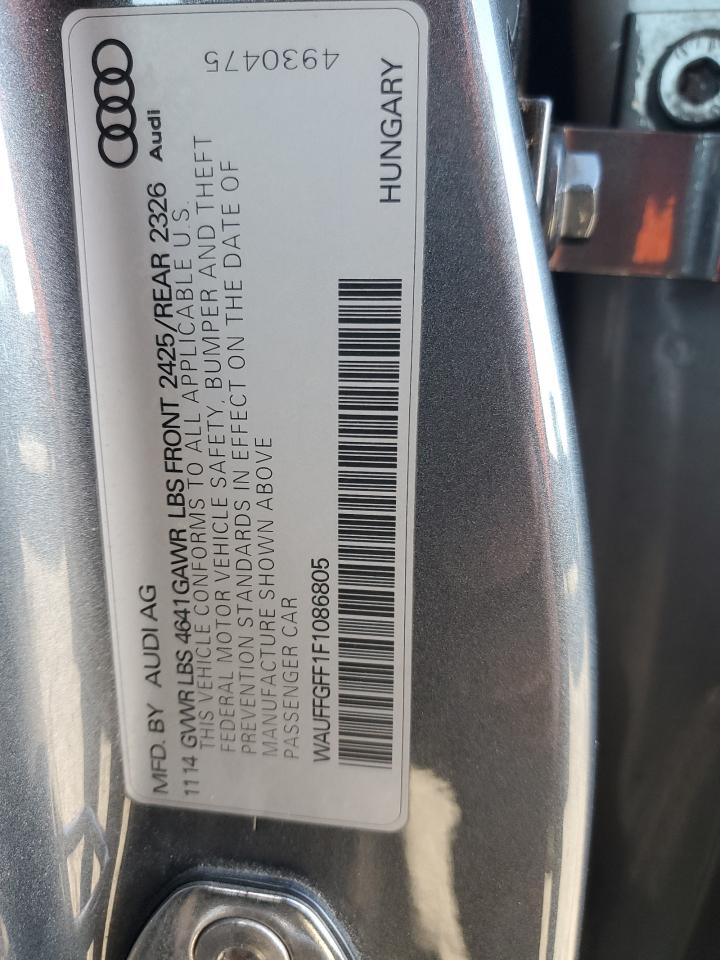 MFD. BY AUDI AG
Audi
1114 GVWR LBS 4641 GAWR LBS FRONT 2425/REAR 2326
THIS VEHICLE CONFORMS TO ALL APPLICABLE U.S.
FEDERAL MOTOR VEHICLE SAFETY, BUMPER AND THEFT
PREVENTION STANDARDS IN EFFECT ON THE DATE OF
MANUFACTURE SHOWN ABOVE
PASSENGER CAR
4930475
WAUFFGFF1F1086805
HUNGARY